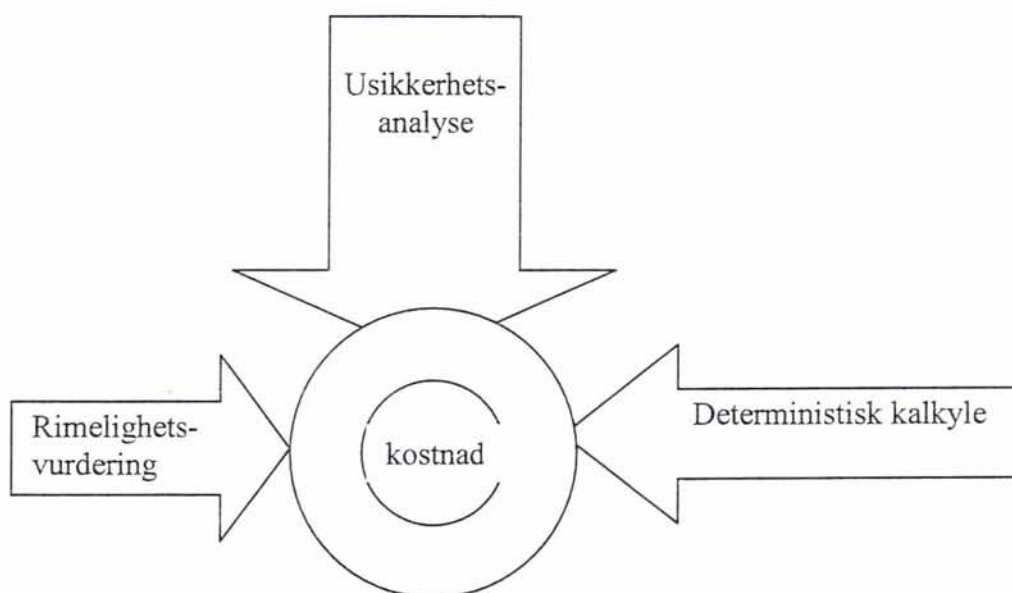 Usikkerhets-
analyse
Rimelighets-
vurdering
kostnad
Deterministisk kalkyle